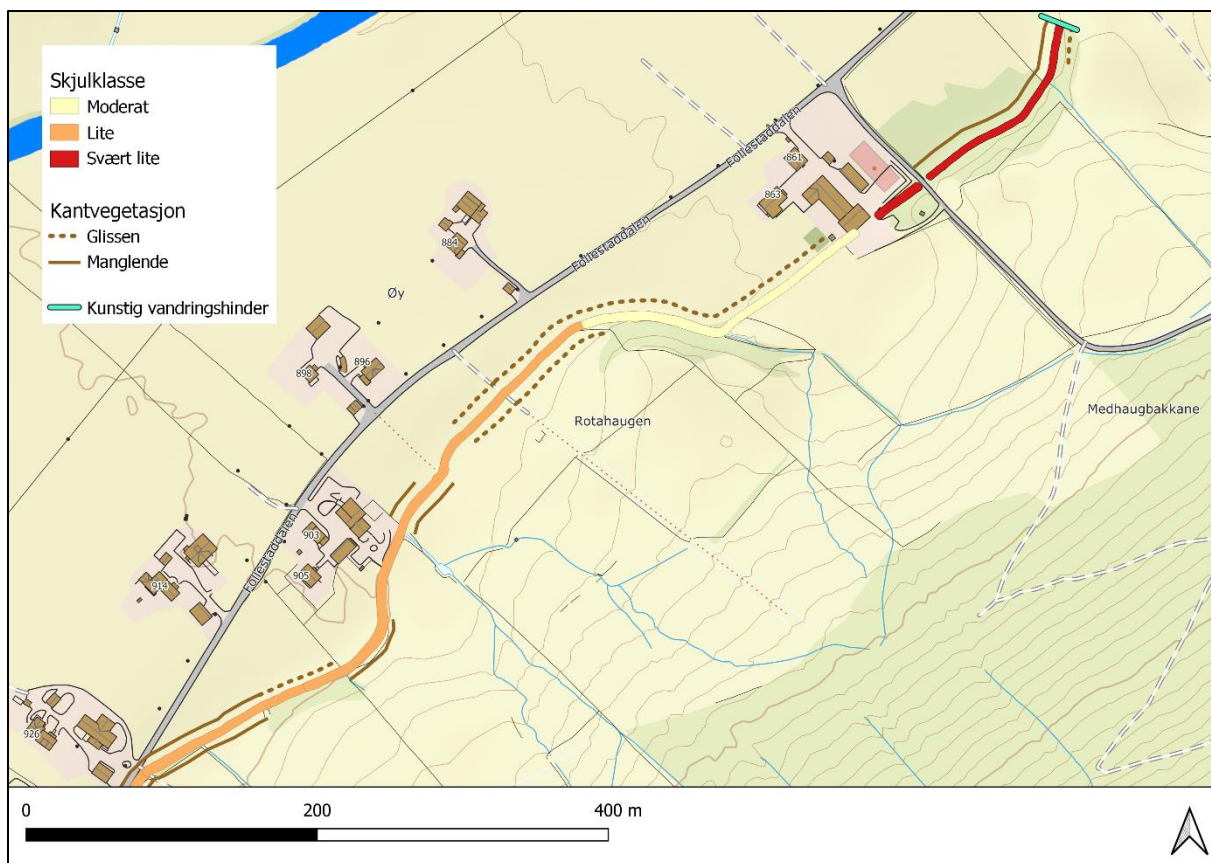 Skjulklasse
Moderat
Lite
Svært lite
Kantvegetasjon
Glissen
Manglende
Kunstig vandringshinder
Follestaddalen
861
863
Follestaddalen
884
Øy
896
898
Rotahaugen
Medhaugbakkane
903
905
Follestaddalen
914
926
0
200
400 m